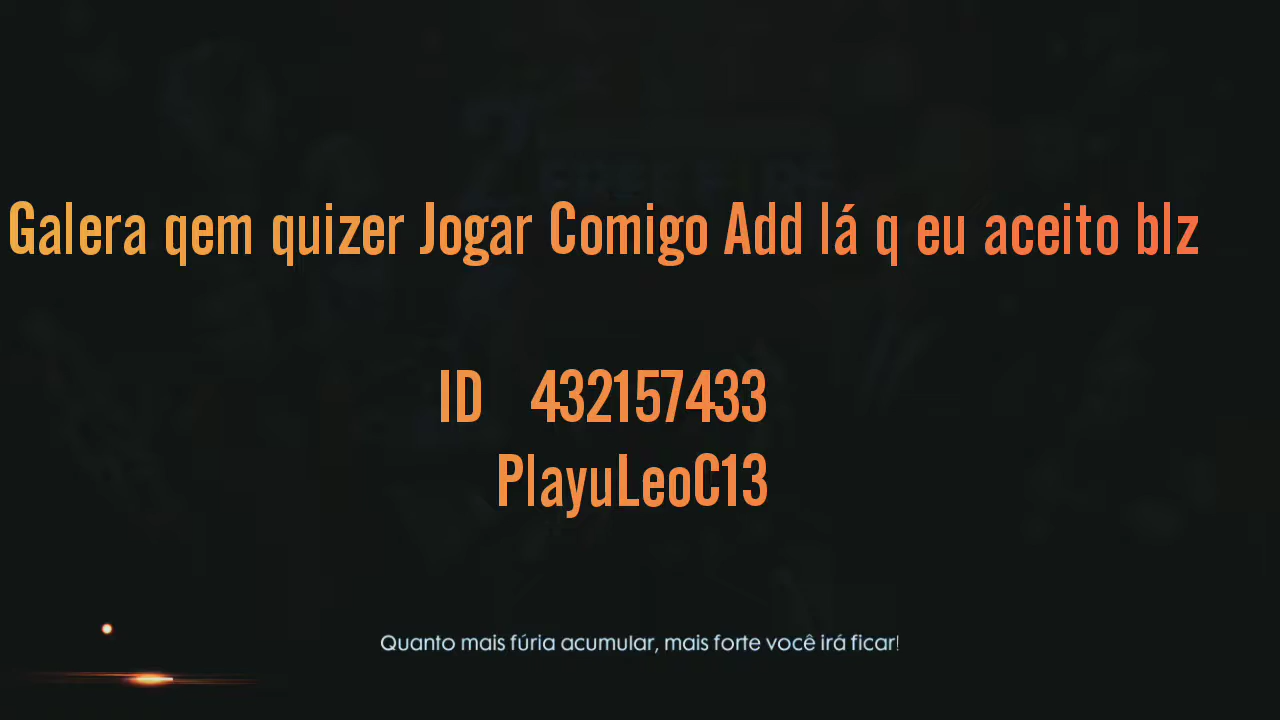 Galera qem quizer Jogar Comigo Add lá q eu aceito blz
ID 432157433
PlayuLeoC13
Quanto mais fúria acumular, mais forte você irá ficar!